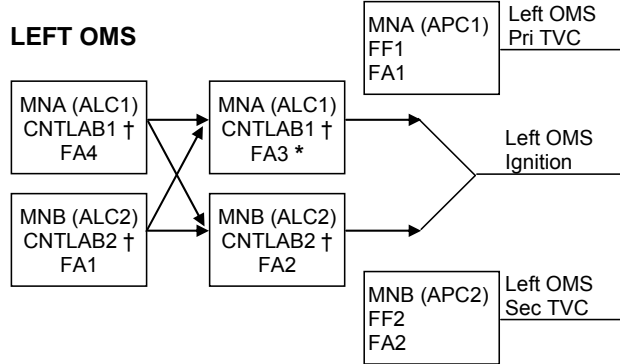 LEFT OMS
MNA (APC1)
FF1
FA1
Left OMS
Pri TVC
MNA (ALC1)
CNTLAB1 †
FA4
MNA (ALC1)
CNTLAB1 †
FA3 *
Left OMS
Ignition
MNB (ALC2)
CNTLAB2 †
FA1
MNB (ALC2)
CNTLAB2 †
FA2
MNB (APC2)
FF2
FA2
Left OMS
Sec TVC